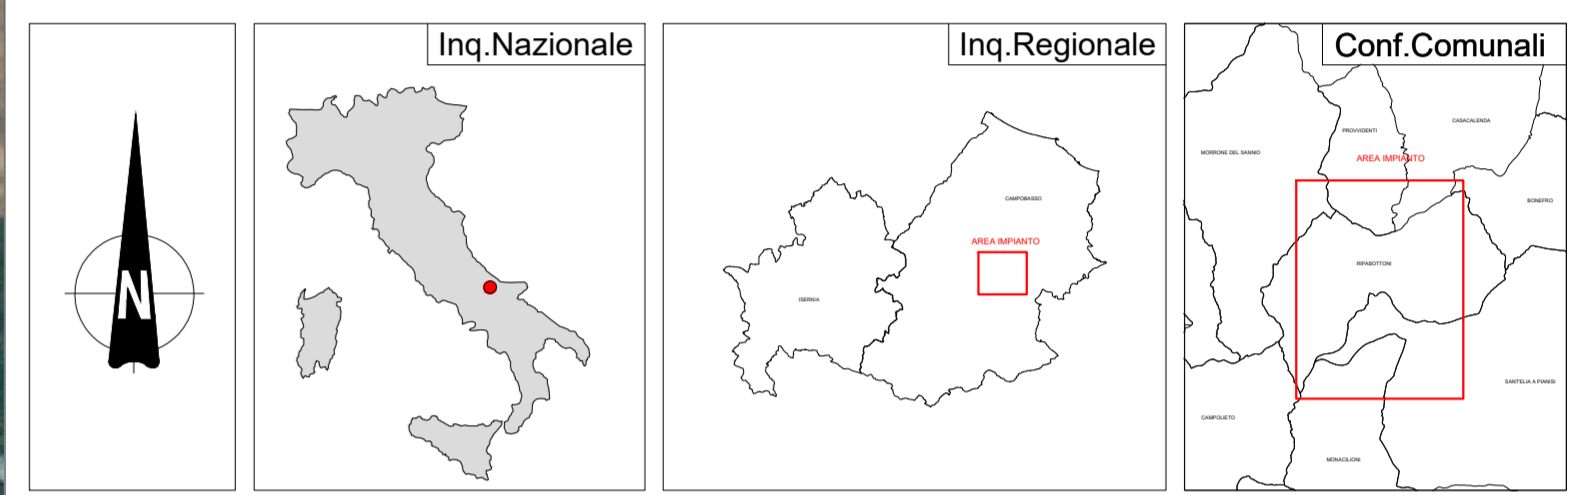 N
Inq.Nazionale
Inq.Regionale
CAMPOBASSO
AREA IMPIANTO
ISERNIA
Conf.Comunali
CASACALENDA
PROVVIDENTI
MORRONE DEL SANNIO
AREA IMPIANTO
BONEFRO
RIPABOTTONI
SANT'ELIA A PIANISI
CAMPOLIETO
MONACILIONI